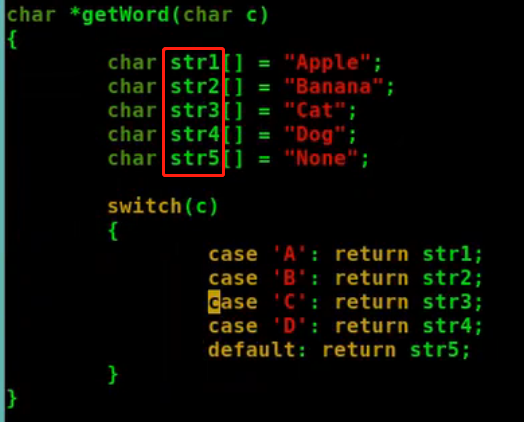 char *getWord(char c)
{
char str1[] = "Apple";
char str2[] = "Banana";
char str3[] = "Cat";
char str4[] = "Dog";
char str5[] = "None";
switch(c)
{
case 'A': return str1;
case 'B': return str2;
case 'C': return str3;
case 'D': return str4;
default: return str5;
}
}